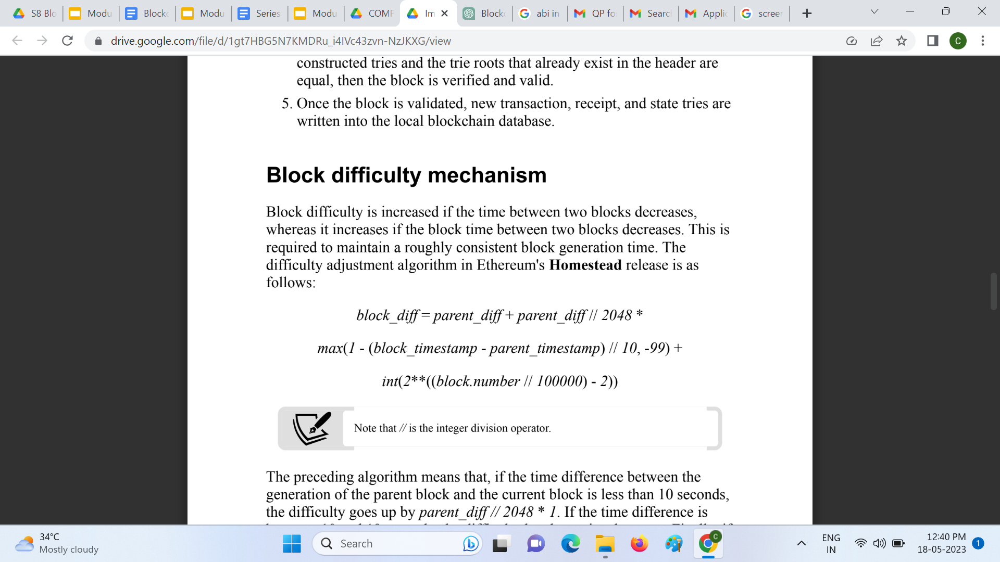 S8 Blo
Modu
Blockc
Modu
Series
Modu
COMP
Im
Block
abi in
QP fo
Searc
Applic
screer
drive.google.com/file/d/1gt7HBG5N7KMDRu_i4IVc43zvn-NzJKXG/view
C
constructed tries and the trie roots that already exist in the header are
equal, then the block is verified and valid.
5. Once the block is validated, new transaction, receipt, and state tries are
written into the local blockchain database.
Block difficulty mechanism
Block difficulty is increased if the time between two blocks decreases,
whereas it increases if the block time between two blocks decreases. This is
required to maintain a roughly consistent block generation time. The
difficulty adjustment algorithm in Ethereum's Homestead release is as
follows:
block_diff = parent_diff + parent_diff // 2048 *
max(1 - (block_timestamp - parent_timestamp) // 10, -99) +
int(2**((block.number // 100000) - 2))
Note that // is the integer division operator.
The preceding algorithm means that, if the time difference between the
generation of the parent block and the current block is less than 10 seconds,
the difficulty goes up by parent_diff // 2048 * 1. If the time difference is
34°C
Mostly cloudy
Search
C
ENG
IN
12:40 PM
18-05-2023
1